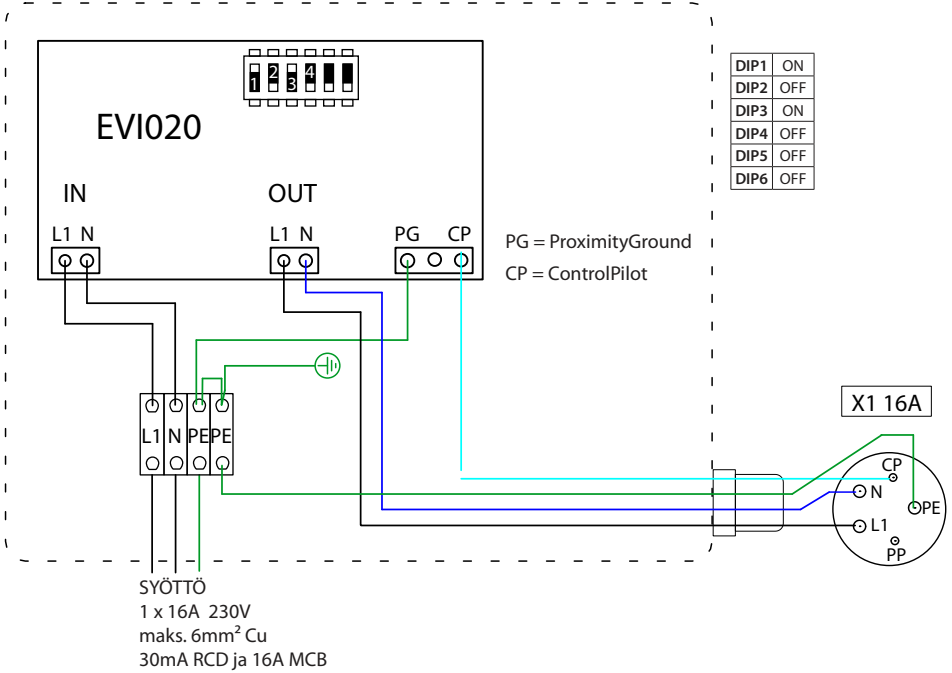 1
2
3
4
EVI020
IN
OUT
L1 N
L1 N
PG
CP
DIP1 ON
DIP2 OFF
DIP3 ON
DIP4 OFF
DIP5 OFF
DIP6 OFF
PG = ProximityGround
CP = ControlPilot
L1 N PE PE
X1 16A
CP
N
PE
L1
PP
SYÖTTÖ
1 x 16A 230V
maks. 6mm² Cu
30mA RCD ja 16A MCB